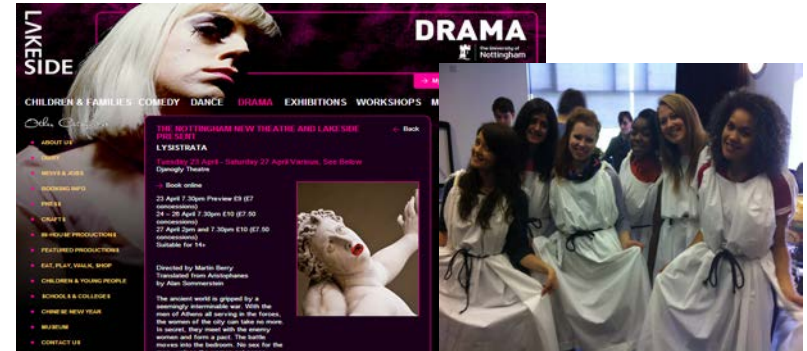 LAKE
SIDE
DRAMA
The University of
Nottingham
CHILDREN & FAMILIES COMEDY DANCE DRAMA EXHIBITIONS WORKSHOPS M
Other
THE NOTTINGHAM NEW THEATRE AND LAKESIDE
PRESENT
Back
LYSISTRATA
Tuesday 23 April - Saturday 27 April Various, See Below
Djanogly Theatre
Book online
23 April 7.30pm Preview £9 (£7
concessions)
24 – 26 April 7.30pm £10 (£7.50
concessions)
27 April 2pm and 7.30pm £10 (£7.50
concessions)
Suitable for 14+
Directed by Martin Berry
Translated from Aristophanes
by Alan Sommerstein
The ancient world is gripped by a
seemingly interminable war. With the
men of Athens all serving in the forces,
the women of the city can take no more.
In secret, they meet with the enemy
women and form a pact. The battle
moves into the bedroom. No sex for the
ABOUT US
NEWS & JOBS
BOOKING INFO
PRESS
CRAFTS
IN-HOUSE PRODUCTIONS
FEATURED PRODUCTIONS
EAT, PLAY, WALK, SHOP
CHILDREN & YOUNG PEOPLE
SCHOOLS & COLLEGES
CHINESE NEW YEAR
MUSEUM
CONTACT US